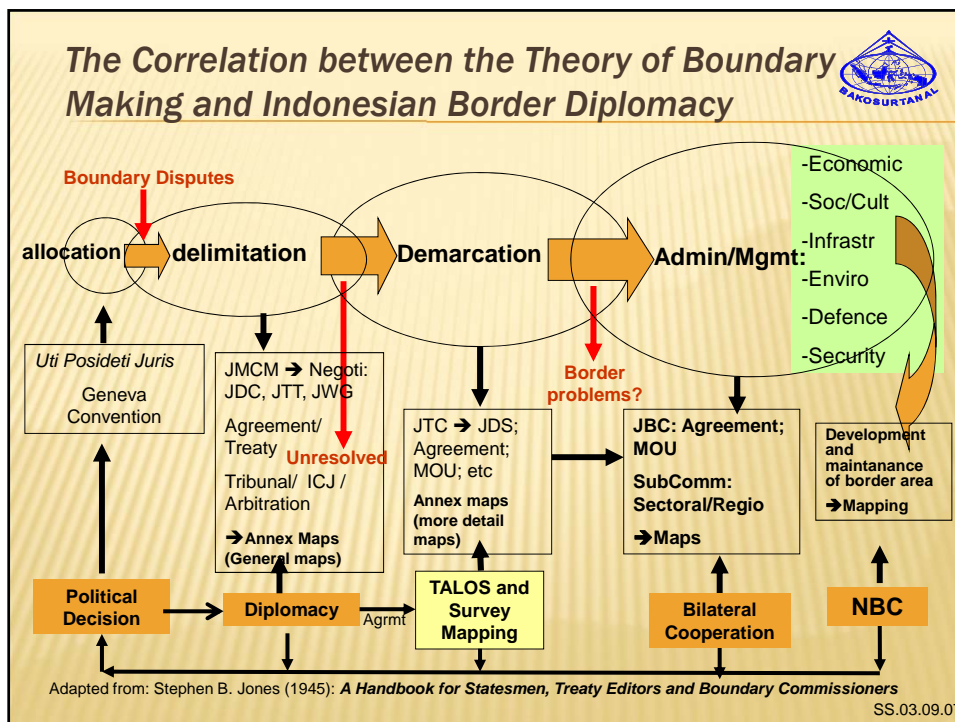 The Correlation between the Theory of Boundary
Making and Indonesian Border Diplomacy
BAKOSURTANAL
Boundary Disputes
allocation
delimitation
Demarcation
Admin/Mgmt:
-Economic
-Soc/Cult
-Infrastr
-Enviro
-Defence
-Security
Uti Posideti Juris
Geneva
Convention
JMCM ➔ Negoti:
JDC, JTT, JWG
Agreement/
Treaty
Tribunal/ ICJ /
Arbitration
➔Annex Maps
(General maps)
Unresolved
JTC ➔ JDS;
Agreement;
MOU; etc
Annex maps
(more detail
maps)
Border
problems?
JBC: Agreement;
MOU
SubComm:
Sectoral/Regio
➔Maps
Development
and
maintanance
of border area
➔Mapping
Political
Decision
Diplomacy
Agrmt
TALOS and
Survey
Mapping
Bilateral
Cooperation
NBC
Adapted from: Stephen B. Jones (1945): A Handbook for Statesmen, Treaty Editors and Boundary Commissioners
SS.03.09.07